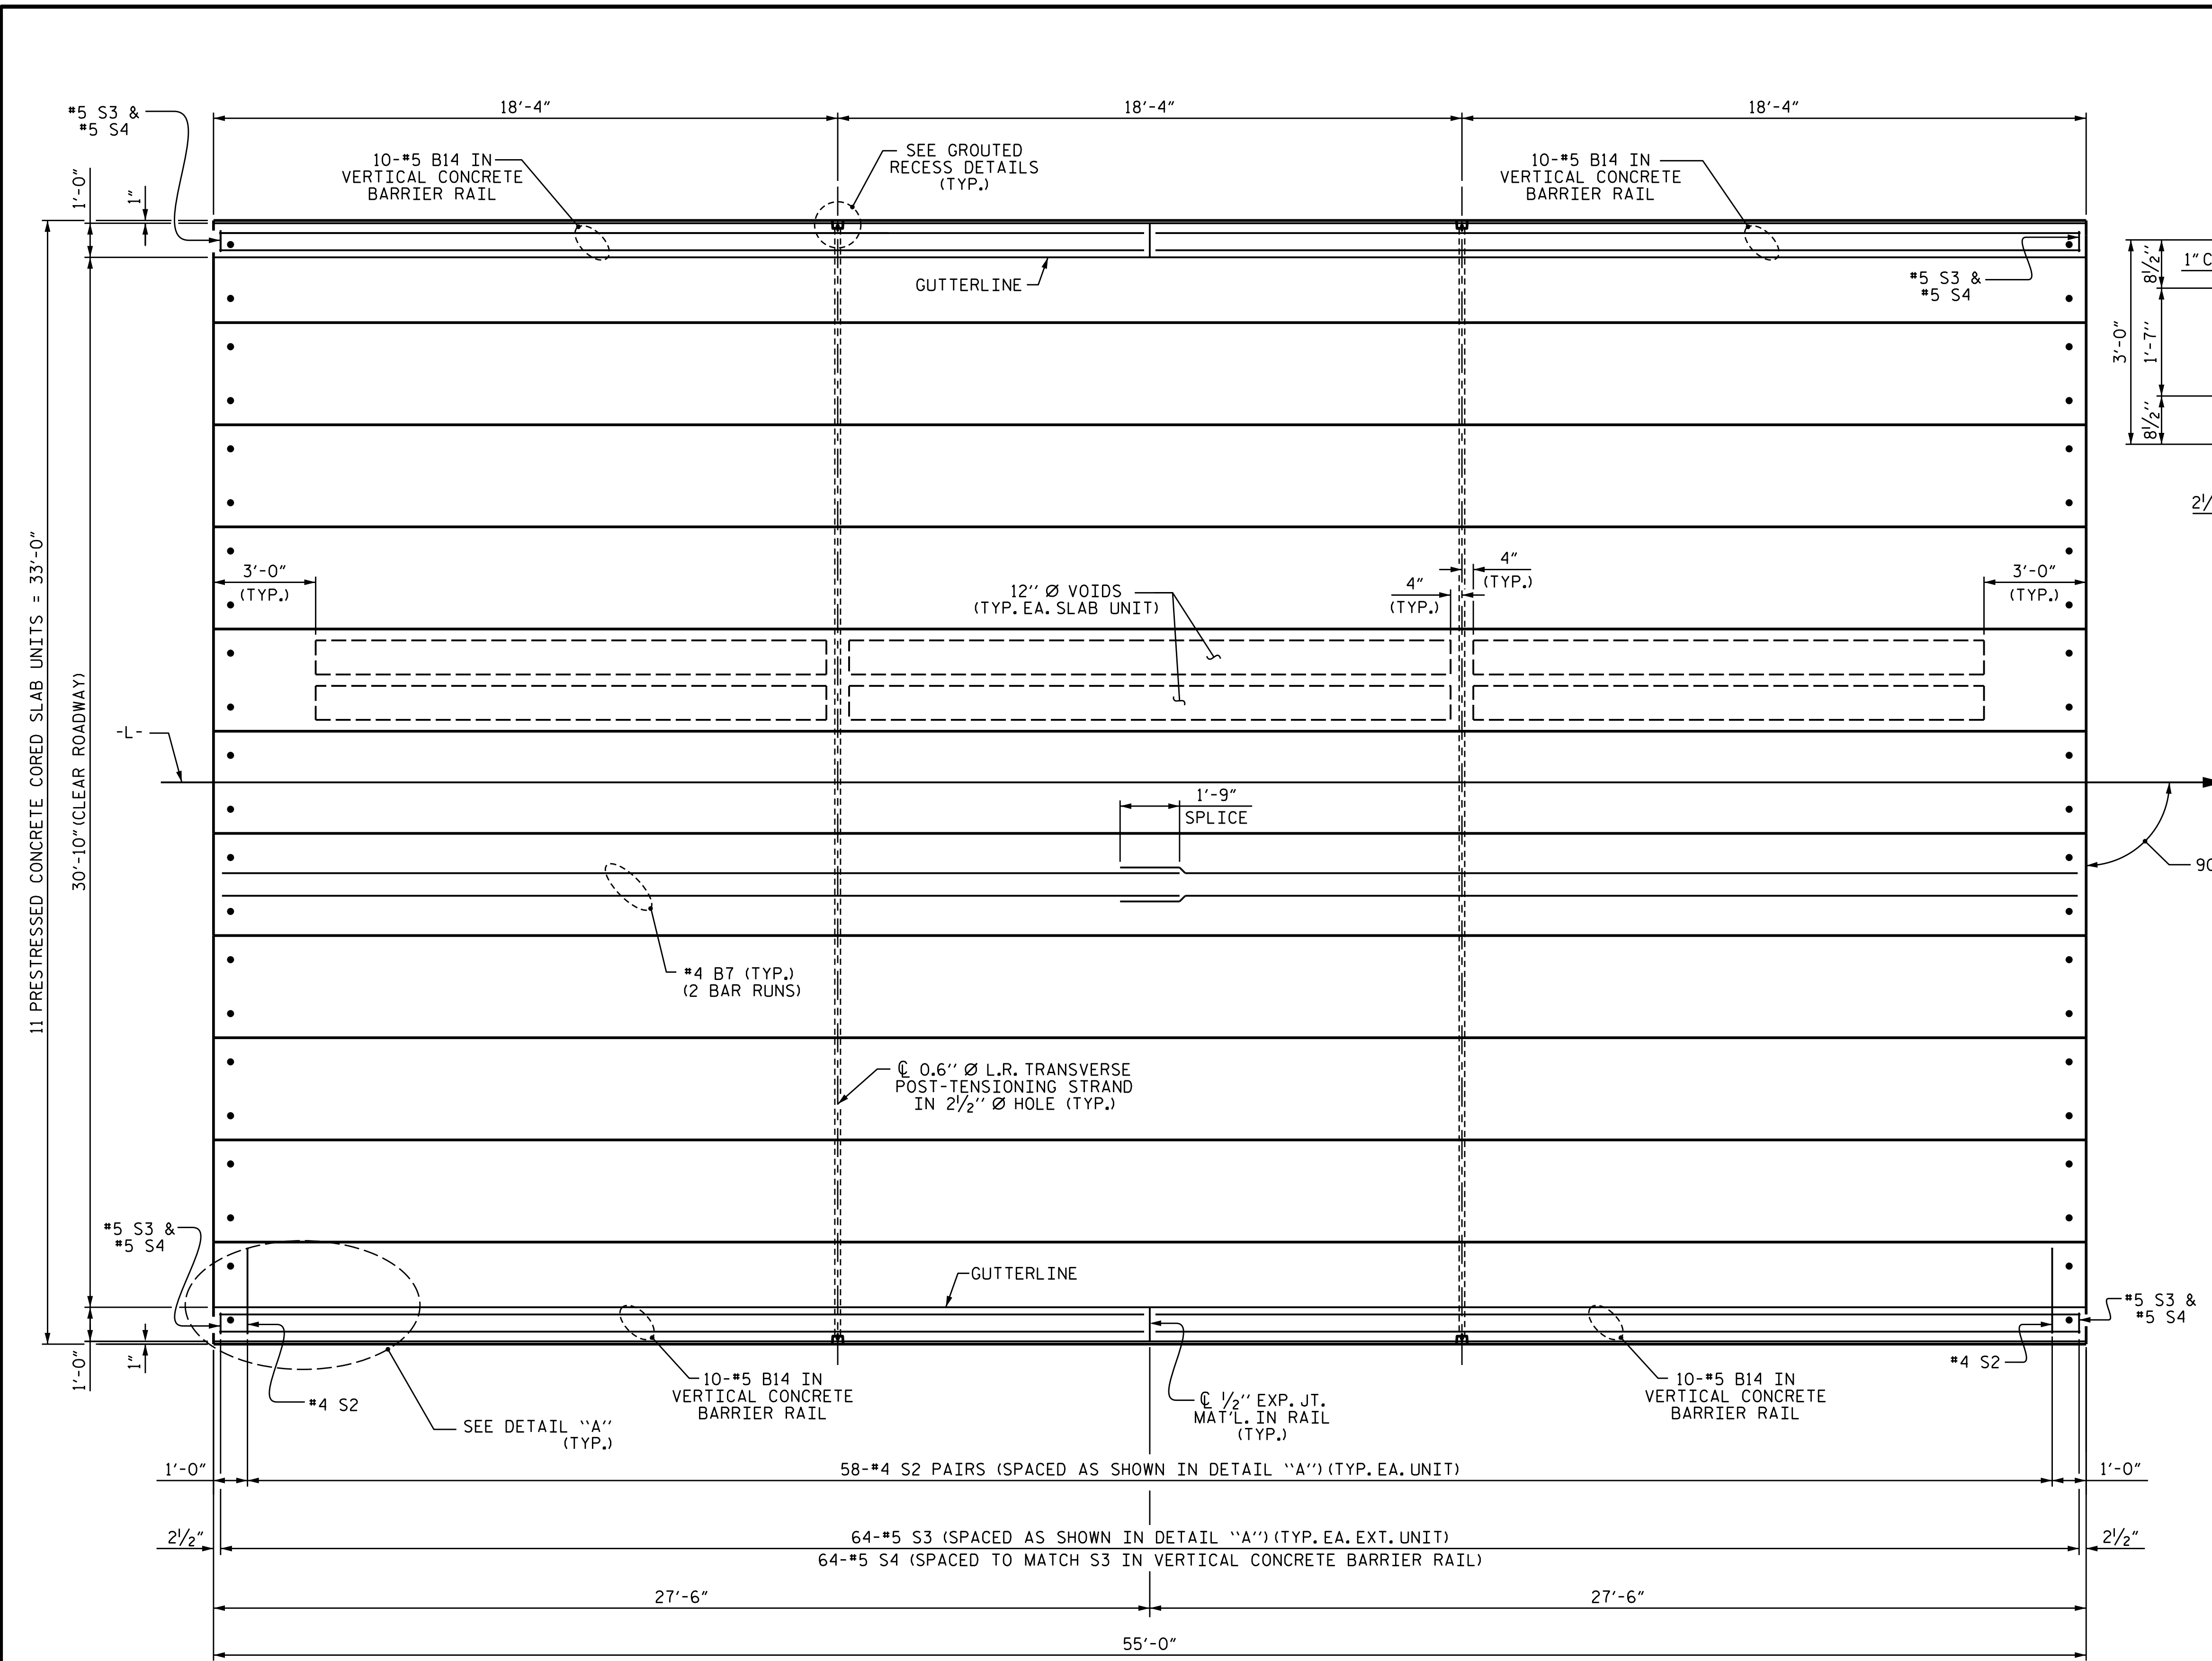 18'-4"
18'-4"
18'-4"
#5 S3 &
#5 S4
10-#5 B14 IN
VERTICAL CONCRETE
BARRIER RAIL
SEE GROUTED
RECESS DETAILS
(TYP.)
10-#5 B14 IN
VERTICAL CONCRETE
BARRIER RAIL
1'-0"
1"
GUTTERLINE
#5 S3 &
#5 S4
8½"
3'-0"
1'-7"
8½"
11 PRESTRESSED CONCRETE CORED SLAB UNITS = 33'-0"
30'-10" (CLEAR ROADWAY)
3'-0"
(TYP.)
12" Ø VOIDS
(TYP. EA. SLAB UNIT)
4"
(TYP.)
4"
(TYP.)
3'-0"
(TYP.)
-L-
1'-9"
SPLICE
#4 B7 (TYP.)
(2 BAR RUNS)
℄ 0.6" Ø L.R. TRANSVERSE
POST-TENSIONING STRAND
IN 2½" Ø HOLE (TYP.)
#5 S3 &
#5 S4
GUTTERLINE
#5 S3 &
#5 S4
1'-0"
1"
#4 S2
SEE DETAIL "A"
(TYP.)
10-#5 B14 IN
VERTICAL CONCRETE
BARRIER RAIL
℄ ½" EXP. JT.
MAT'L. IN RAIL
(TYP.)
10-#5 B14 IN
VERTICAL CONCRETE
BARRIER RAIL
#4 S2
1'-0"
58-#4 S2 PAIRS (SPACED AS SHOWN IN DETAIL "A") (TYP. EA. UNIT)
1'-0"
2½"
64-#5 S3 (SPACED AS SHOWN IN DETAIL "A") (TYP. EA. EXT. UNIT)
64-#5 S4 (SPACED TO MATCH S3 IN VERTICAL CONCRETE BARRIER RAIL)
2½"
27'-6"
27'-6"
55'-0"